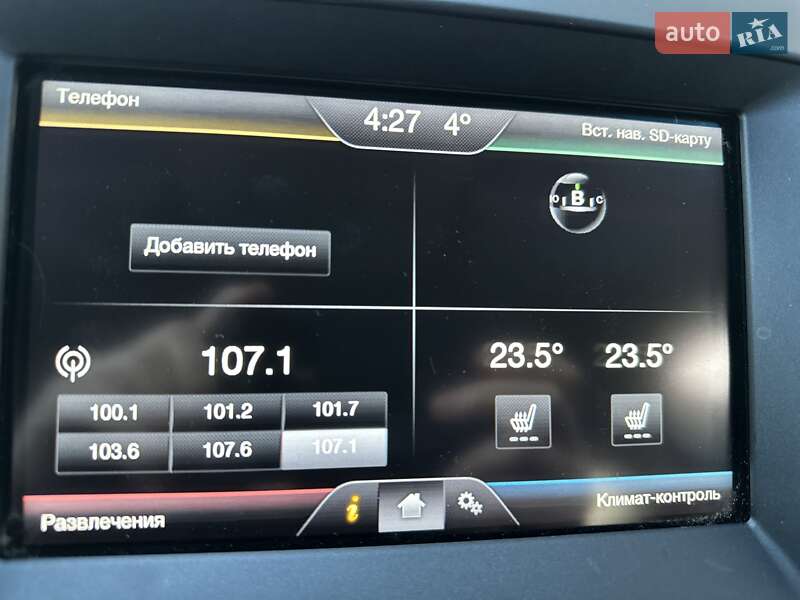 auto RIA.com
Телефон
4:27 4°
Вст. нав. SD-карту
В
С
Добавить телефон
107.1
23.5° 23.5°
100.1 101.2 101.7
103.6 107.6 107.1
Развлечения
i
Климат-контроль